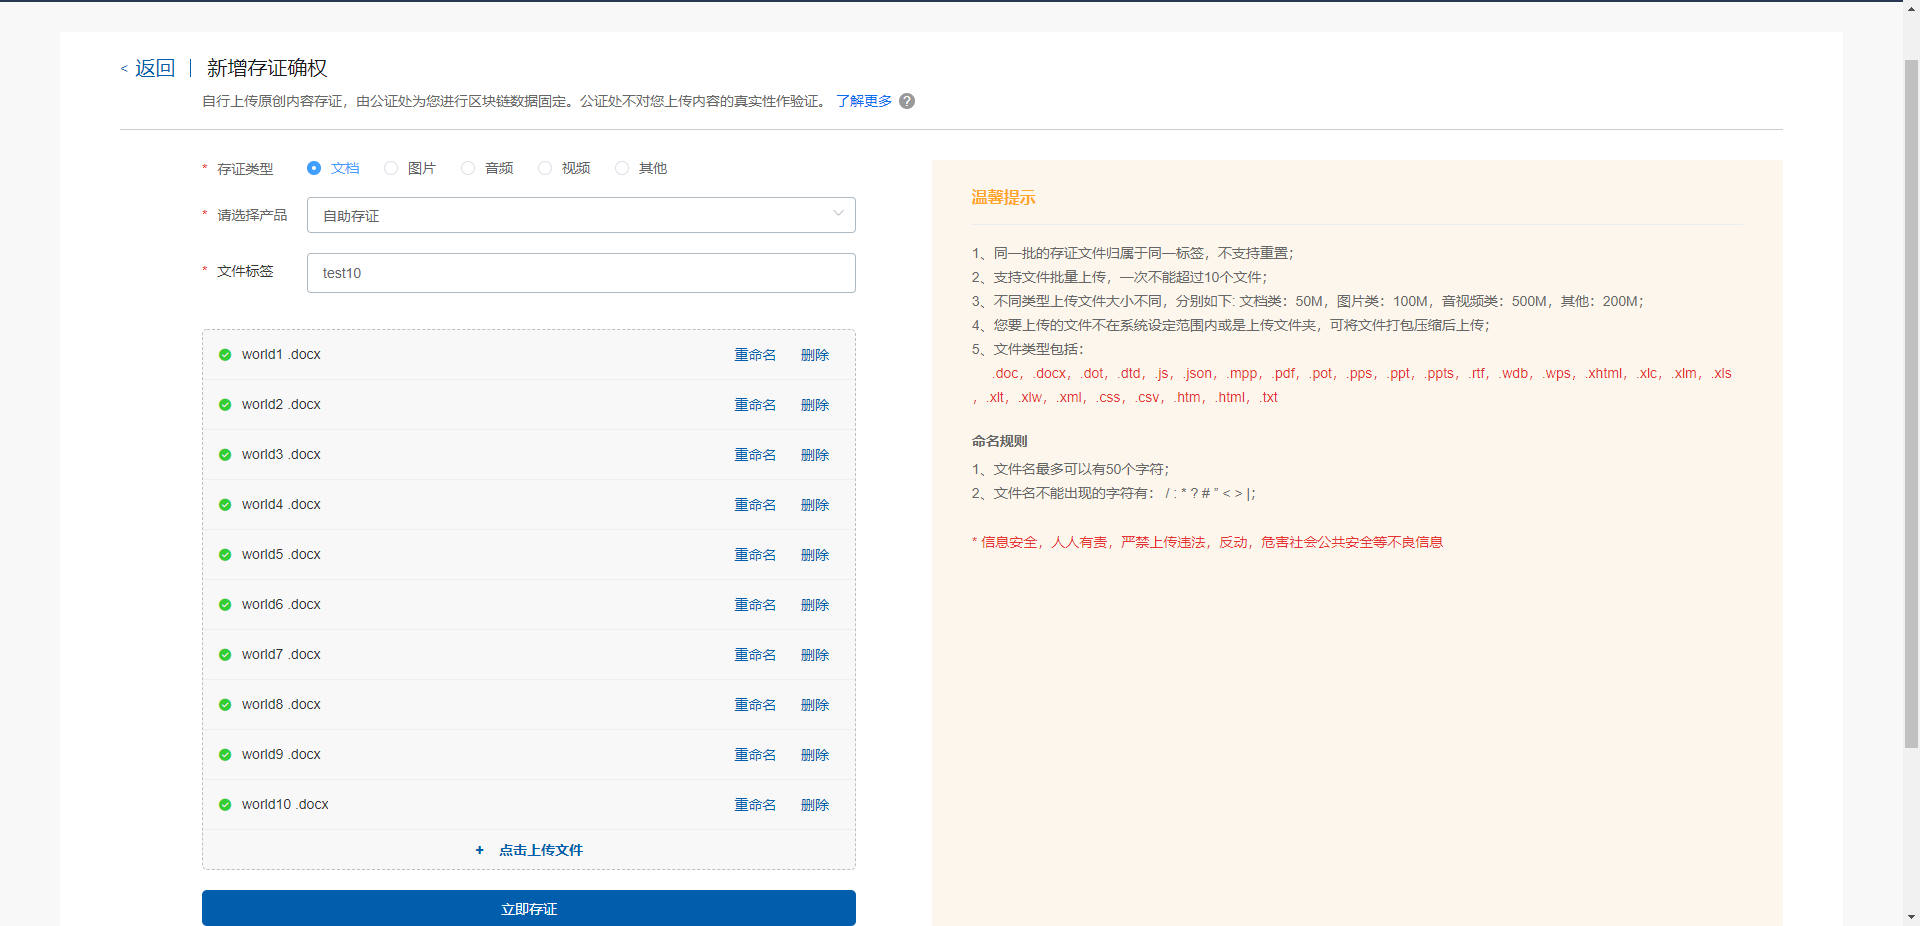 < 返回 | 新增存证确权
自行上传原创内容存证，由公证处为您进行区块链数据固定。公证处不对您上传内容的真实性作验证。 了解更多 ?
* 存证类型 文档 图片 音频 视频 其他
* 请选择产品 自助存证
* 文件标签 test10
world1 .docx 重命名 删除
world2 .docx 重命名 删除
world3 .docx 重命名 删除
world4 .docx 重命名 删除
world5 .docx 重命名 删除
world6 .docx 重命名 删除
world7 .docx 重命名 删除
world8 .docx 重命名 删除
world9 .docx 重命名 删除
world10 .docx 重命名 删除
+ 点击上传文件
立即存证
温馨提示
1、同一批的存证文件归属于同一标签，不支持重置；
2、支持文件批量上传，一次不能超过10个文件；
3、不同类型上传文件大小不同，分别如下: 文档类：50M，图片类：100M，音视频类：500M，其他：200M；
4、您要上传的文件不在系统设定范围内或是上传文件夹，可将文件打包压缩后上传；
5、文件类型包括：
.doc，.docx，.dot，.dtd，.js，.json，.mpp，.pdf，.pot，.pps，.ppt，.ppts，.rtf，.wdb，.wps，.xhtml，.xlc，.xlm，.xls
，.xlt，.xlw，.xml，.css，.csv，.htm，.html，.txt
命名规则
1、文件名最多可以有50个字符；
2、文件名不能出现的字符有： / : * ? # " < > |；
* 信息安全，人人有责，严禁上传违法，反动，危害社会公共安全等不良信息